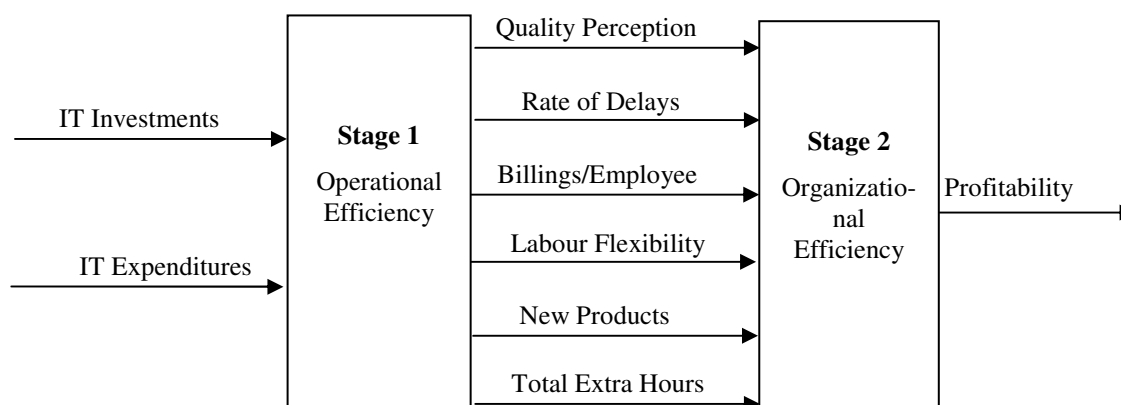 IT Investments
IT Expenditures
Stage 1
Operational
Efficiency
Quality Perception
Rate of Delays
Billings/Employee
Labour Flexibility
New Products
Total Extra Hours
Stage 2
Organizatio-
nal
Efficiency
Profitability